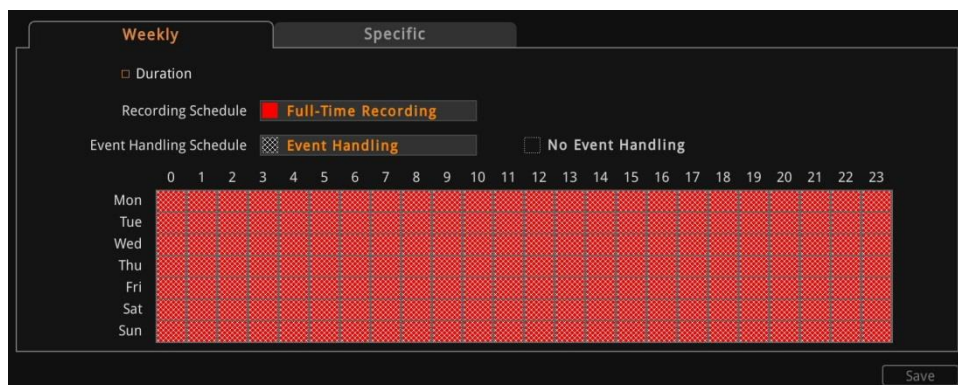 Weekly Specific
Duration
Recording Schedule Full-Time Recording
Event Handling Schedule Event Handling No Event Handling
0 1 2 3 4 5 6 7 8 9 10 11 12 13 14 15 16 17 18 19 20 21 22 23
Mon
Tue
Wed
Thu
Fri
Sat
Sun
Save